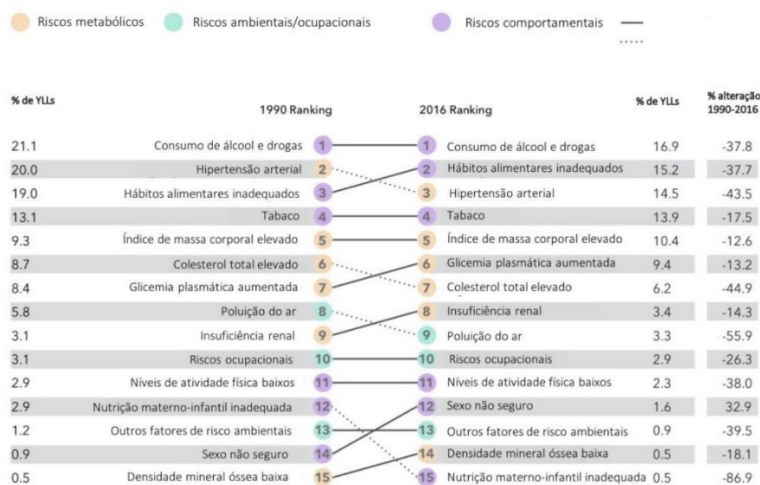 Riscos metabólicos Riscos ambientais/ocupacionais Riscos comportamentais
% de YLLs 1990 Ranking 2016 Ranking % de YLLs % alteração 1990-2016
21.1 Consumo de álcool e drogas 1 1 Consumo de álcool e drogas 16.9 -37.8
20.0 Hipertensão arterial 2 2 Hábitos alimentares inadequados 15.2 -37.7
19.0 Hábitos alimentares inadequados 3 3 Hipertensão arterial 14.5 -43.5
13.1 Tabaco 4 4 Tabaco 13.9 -17.5
9.3 Índice de massa corporal elevado 5 5 Índice de massa corporal elevado 10.4 -12.6
8.7 Colesterol total elevado 6 6 Glicemia plasmática aumentada 9.4 -13.2
8.4 Glicemia plasmática aumentada 7 7 Colesterol total elevado 6.2 -44.9
5.8 Poluição do ar 8 8 Insuficiência renal 3.4 -14.3
3.1 Insuficiência renal 9 9 Poluição do ar 3.3 -55.9
3.1 Riscos ocupacionais 10 10 Riscos ocupacionais 2.9 -26.3
2.9 Níveis de atividade física baixos 11 11 Níveis de atividade física baixos 2.3 -38.0
2.9 Nutrição materno-infantil inadequada 12 12 Sexo não seguro 1.6 32.9
1.2 Outros fatores de risco ambientais 13 13 Outros fatores de risco ambientais 0.9 -39.5
0.9 Sexo não seguro 14 14 Densidade mineral óssea baixa 0.5 -18.1
0.5 Densidade mineral óssea baixa 15 15 Nutrição materno-infantil inadequada 0.5 -86.9